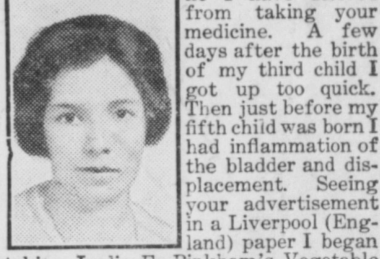 from taking your
medicine. A few
days after the birth
of my third child I
got up too quick.
Then just before my
fifth child was born I
had inflammation of
the bladder and dis-
placement. Seeing
your advertisement
in a Liverpool (Eng-
land) paper I began
Vegetable